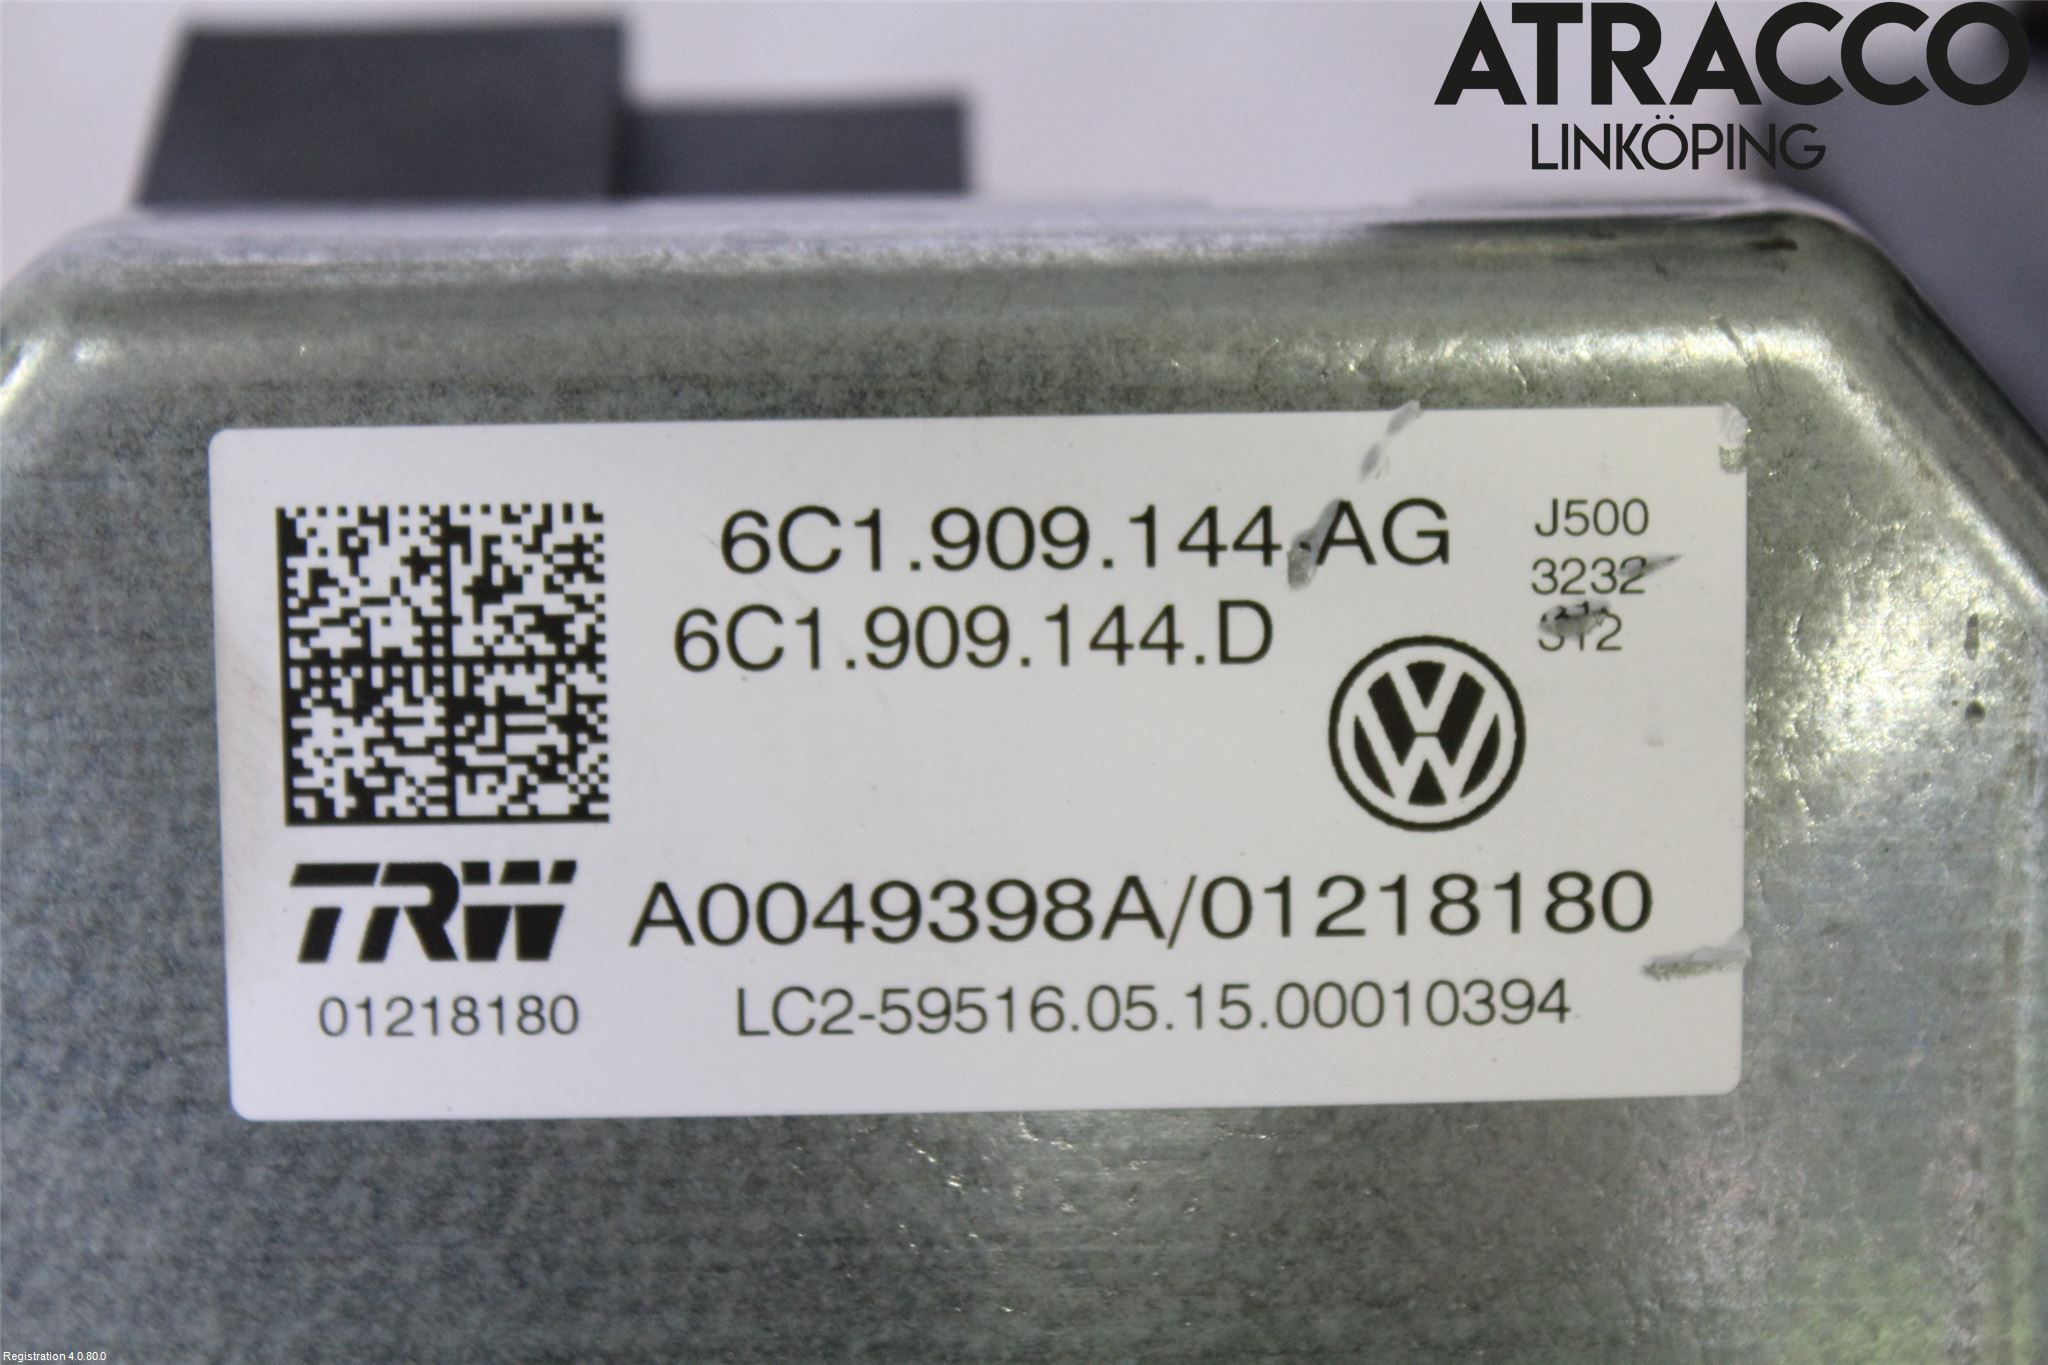 ATRACCO
LINKÖPING
6C1.909.144.AG
6C1.909.144.D
J500
3232
TRW
01218180
A0049398A/01218180
LC2-59516.05.15.00010394
Registration 4.0.80.0